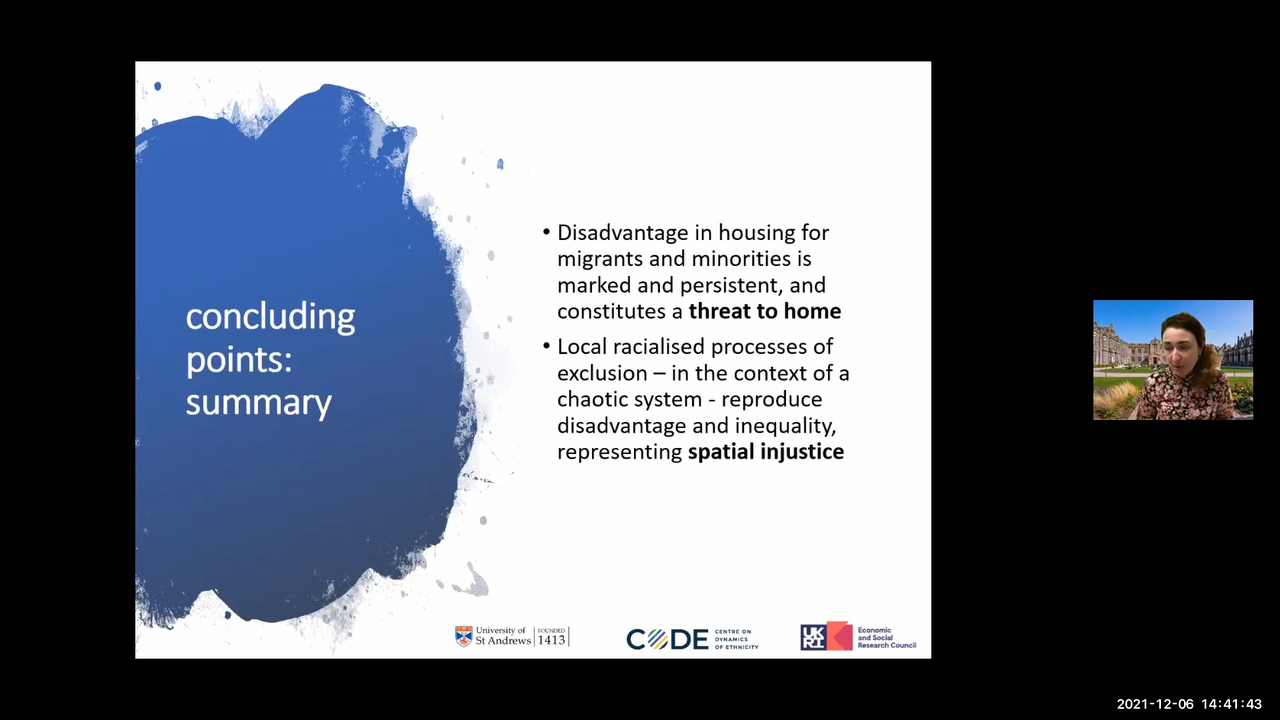 concluding
points:
summary
• Disadvantage in housing for
migrants and minorities is
marked and persistent, and
constitutes a threat to home
• Local racialised processes of
exclusion – in the context of a
chaotic system - reproduce
disadvantage and inequality,
representing spatial injustice
University of
St Andrews
FOUNDED
1413
CODE
CENTRE ON
DYNAMICS
OF ETHNICITY
UK
RI
Economic
and Social
Research Council
2021-12-06 14:41:43